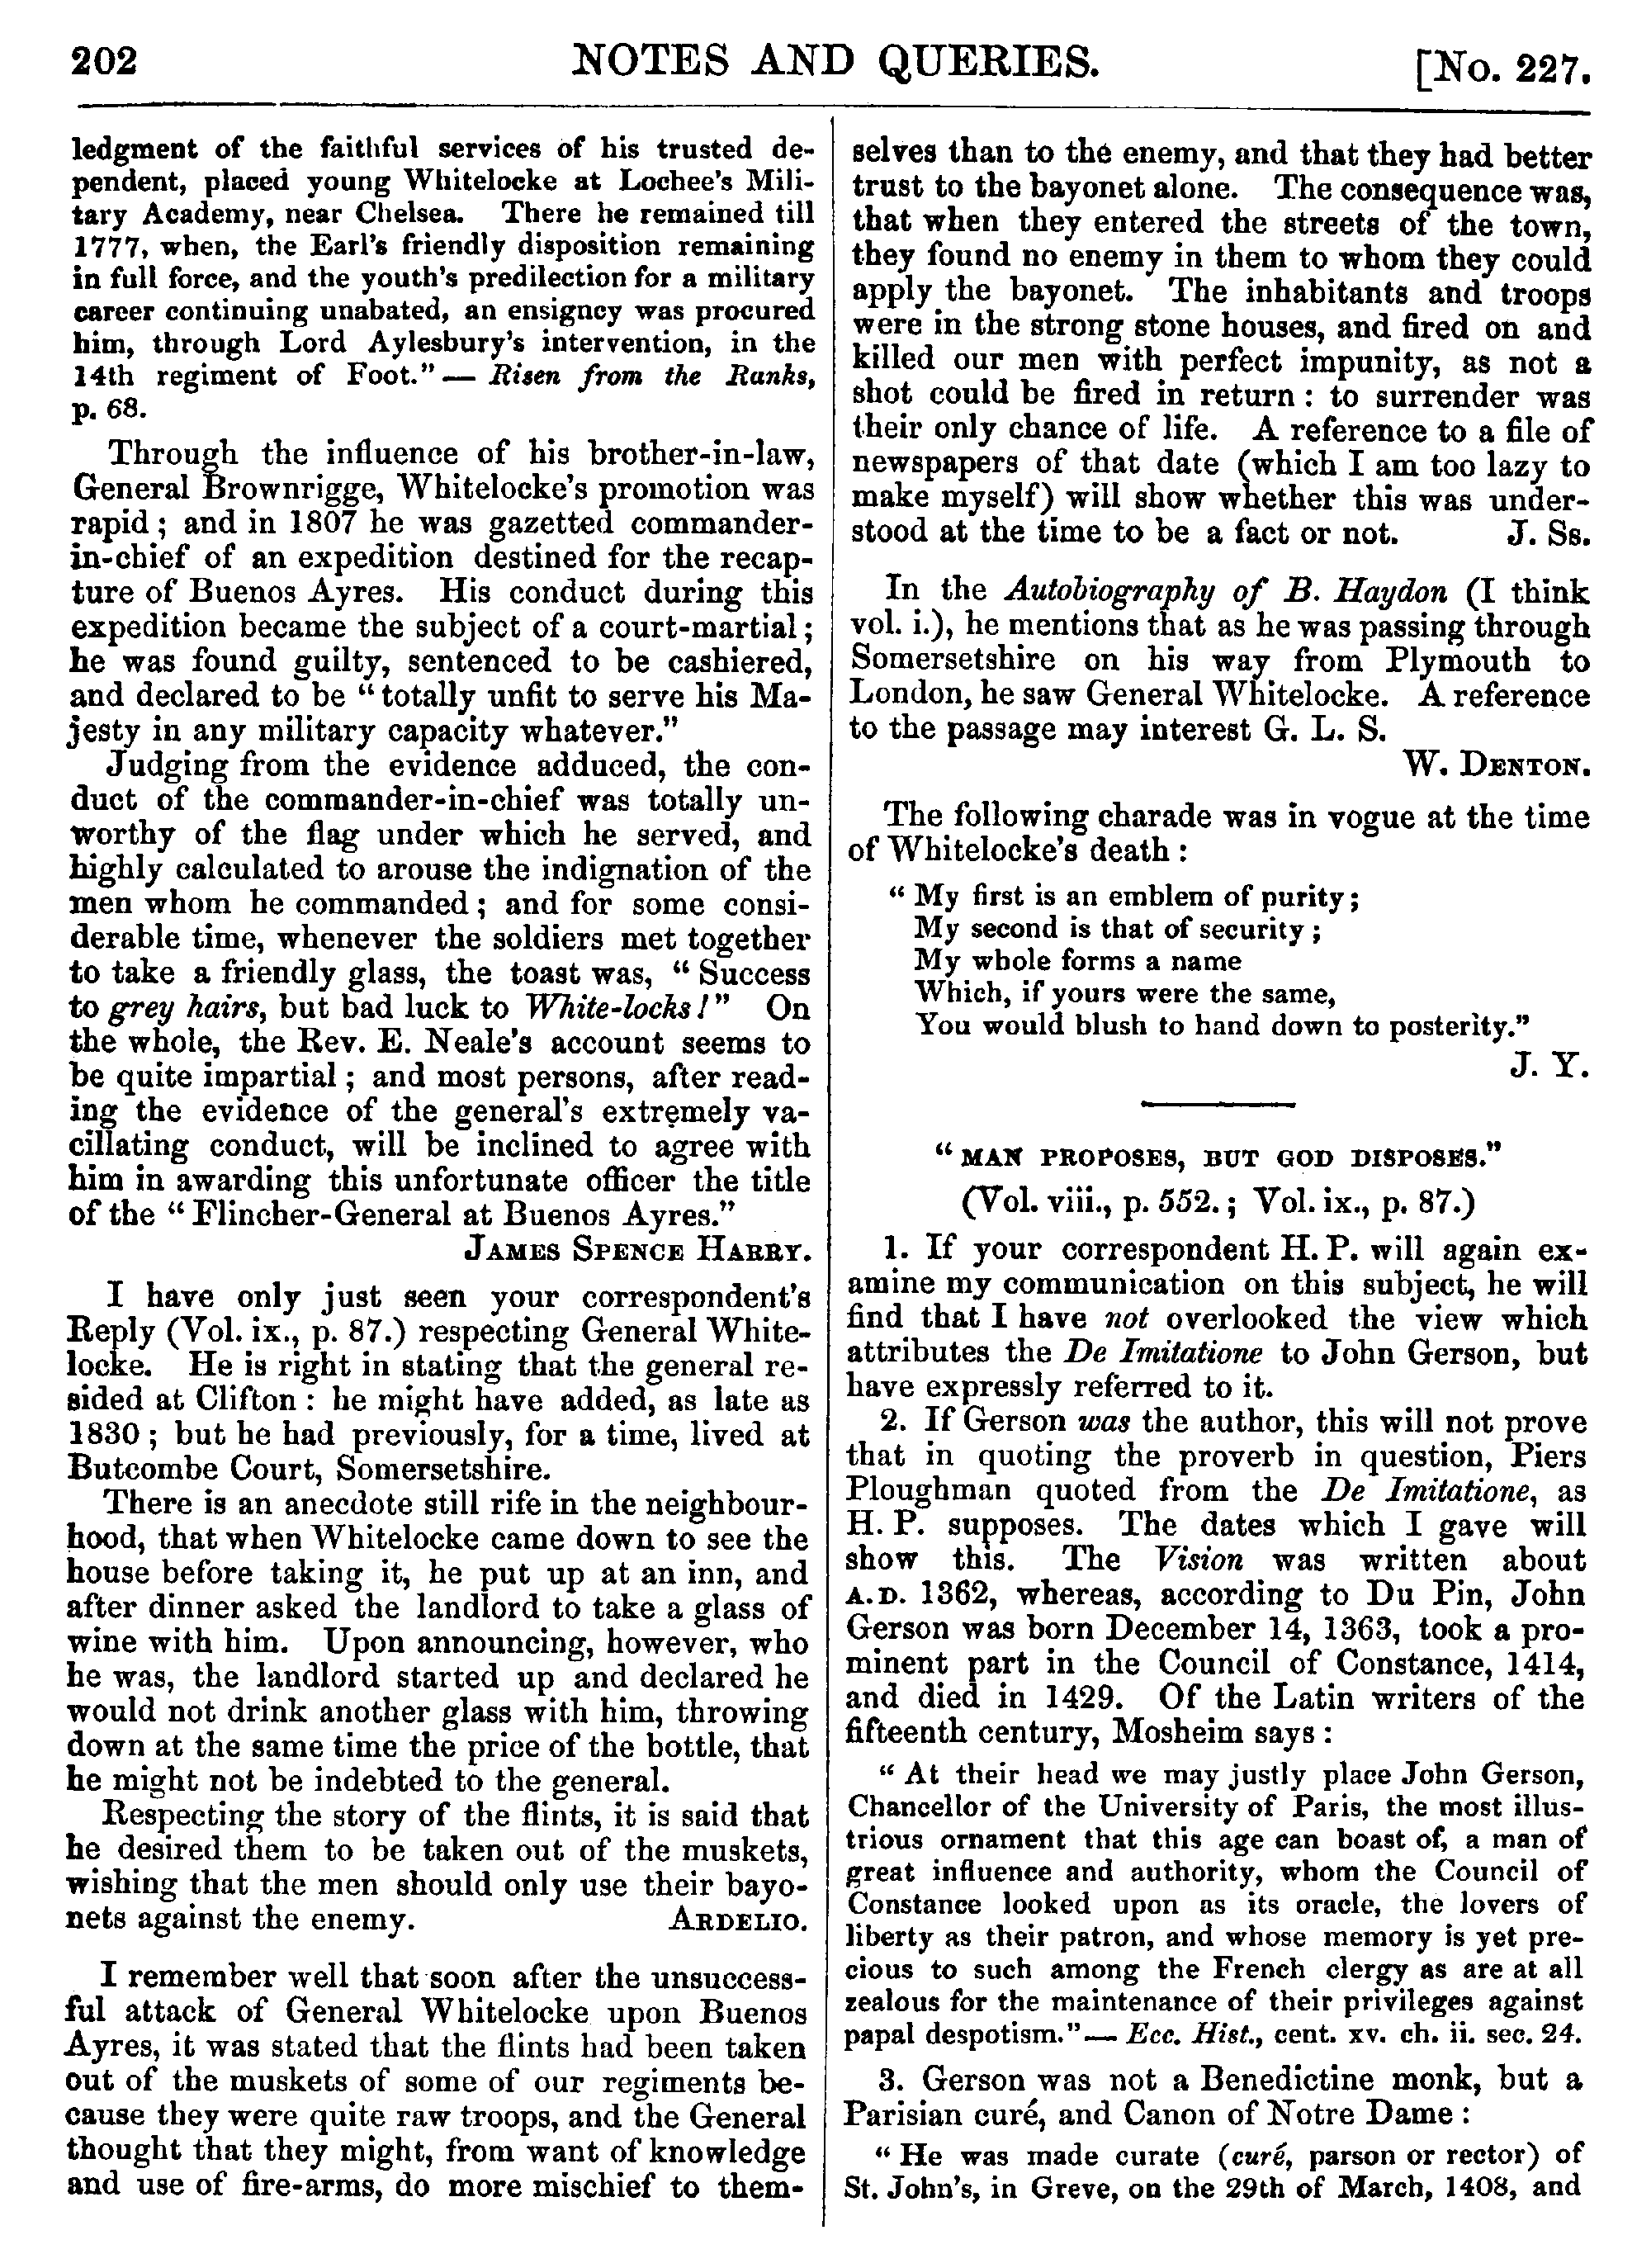 202 NOTES AND QUERIES. [No. 227.
ledgment of the faithful services of his trusted de-
pendent, placed young Whitelocke at Lochee's Mili-
tary Academy, near Chelsea. There he remained till
1777, when, the Earl's friendly disposition remaining
in full force, and the youth's predilection for a military
career continuing unabated, an ensigncy was procured
him, through Lord Aylesbury's intervention, in the
14th regiment of Foot." — Risen from the Ranks,
p. 68.
Through the influence of his brother-in-law,
General Brownrigge, Whitelocke's promotion was
rapid; and in 1807 he was gazetted commander-
in-chief of an expedition destined for the recap-
ture of Buenos Ayres. His conduct during this
expedition became the subject of a court-martial;
he was found guilty, sentenced to be cashiered,
and declared to be "totally unfit to serve his Ma-
jesty in any military capacity whatever."
Judging from the evidence adduced, the con-
duct of the commander-in-chief was totally un-
worthy of the flag under which he served, and
highly calculated to arouse the indignation of the
men whom he commanded; and for some consi-
derable time, whenever the soldiers met together
to take a friendly glass, the toast was, "Success
to grey hairs, but bad luck to White-locks!" On
the whole, the Rev. E. Neale's account seems to
be quite impartial; and most persons, after read-
ing the evidence of the general's extremely va-
cillating conduct, will be inclined to agree with
him in awarding this unfortunate officer the title
of the "Flincher-General at Buenos Ayres."
JAMES SPENCE HARRY.
I have only just seen your correspondent's
Reply (Vol. ix., p. 87.) respecting General White-
locke. He is right in stating that the general re-
sided at Clifton: he might have added, as late as
1830; but he had previously, for a time, lived at
Butcombe Court, Somersetshire.
There is an anecdote still rife in the neighbour-
hood, that when Whitelocke came down to see the
house before taking it, he put up at an inn, and
after dinner asked the landlord to take a glass of
wine with him. Upon announcing, however, who
he was, the landlord started up and declared he
would not drink another glass with him, throwing
down at the same time the price of the bottle, that
he might not be indebted to the general.
Respecting the story of the flints, it is said that
he desired them to be taken out of the muskets,
wishing that the men should only use their bayo-
nets against the enemy. ARDELIO.
I remember well that soon after the unsuccess-
ful attack of General Whitelocke upon Buenos
Ayres, it was stated that the flints had been taken
out of the muskets of some of our regiments be-
cause they were quite raw troops, and the General
thought that they might, from want of knowledge
and use of fire-arms, do more mischief to them-
selves than to the enemy, and that they had better
trust to the bayonet alone. The consequence was,
that when they entered the streets of the town,
they found no enemy in them to whom they could
apply the bayonet. The inhabitants and troops
were in the strong stone houses, and fired on and
killed our men with perfect impunity, as not a
shot could be fired in return: to surrender was
their only chance of life. A reference to a file of
newspapers of that date (which I am too lazy to
make myself) will show whether this was under-
stood at the time to be a fact or not. J. Ss.
In the Autobiography of B. Haydon (I think
vol. i.), he mentions that as he was passing through
Somersetshire on his way from Plymouth to
London, he saw General Whitelocke. A reference
to the passage may interest G. L. S.
W. DENTON.
The following charade was in vogue at the time
of Whitelocke's death:
"My first is an emblem of purity;
My second is that of security;
My whole forms a name
Which, if yours were the same,
You would blush to hand down to posterity."
J. Y.
"MAN PROPOSES, BUT GOD DISPOSES."
(Vol. viii., p. 552.; Vol. ix., p. 87.)
1. If your correspondent H. P. will again ex-
amine my communication on this subject, he will
find that I have not overlooked the view which
attributes the De Imitatione to John Gerson, but
have expressly referred to it.
2. If Gerson was the author, this will not prove
that in quoting the proverb in question, Piers
Ploughman quoted from the De Imitatione, as
H. P. supposes. The dates which I gave will
show this. The Vision was written about
A.D. 1362, whereas, according to Du Pin, John
Gerson was born December 14, 1363, took a pro-
minent part in the Council of Constance, 1414,
and died in 1429. Of the Latin writers of the
fifteenth century, Mosheim says:
"At their head we may justly place John Gerson,
Chancellor of the University of Paris, the most illus-
trious ornament that this age can boast of, a man of
great influence and authority, whom the Council of
Constance looked upon as its oracle, the lovers of
liberty as their patron, and whose memory is yet pre-
cious to such among the French clergy as are at all
zealous for the maintenance of their privileges against
papal despotism."— Ecc. Hist., cent. xv. ch. ii. sec. 24.
3. Gerson was not a Benedictine monk, but a
Parisian curé, and Canon of Notre Dame:
"He was made curate (curé, parson or rector) of
St. John's, in Greve, on the 29th of March, 1408, and